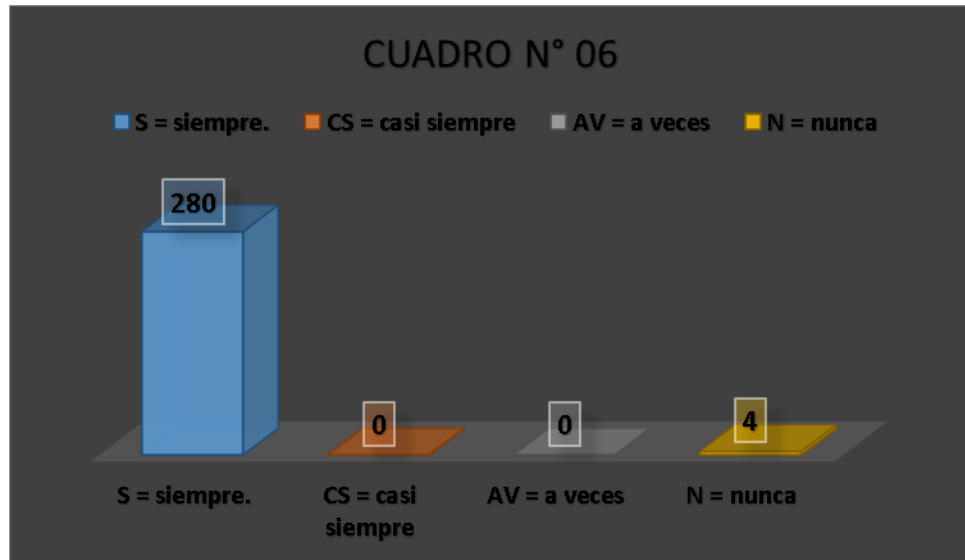 CUADRO N° 06
S = siempre. CS = casi siempre AV = a veces N = nunca
280
0
0
4
S = siempre. CS = casi AV = a veces N = nunca
siempre